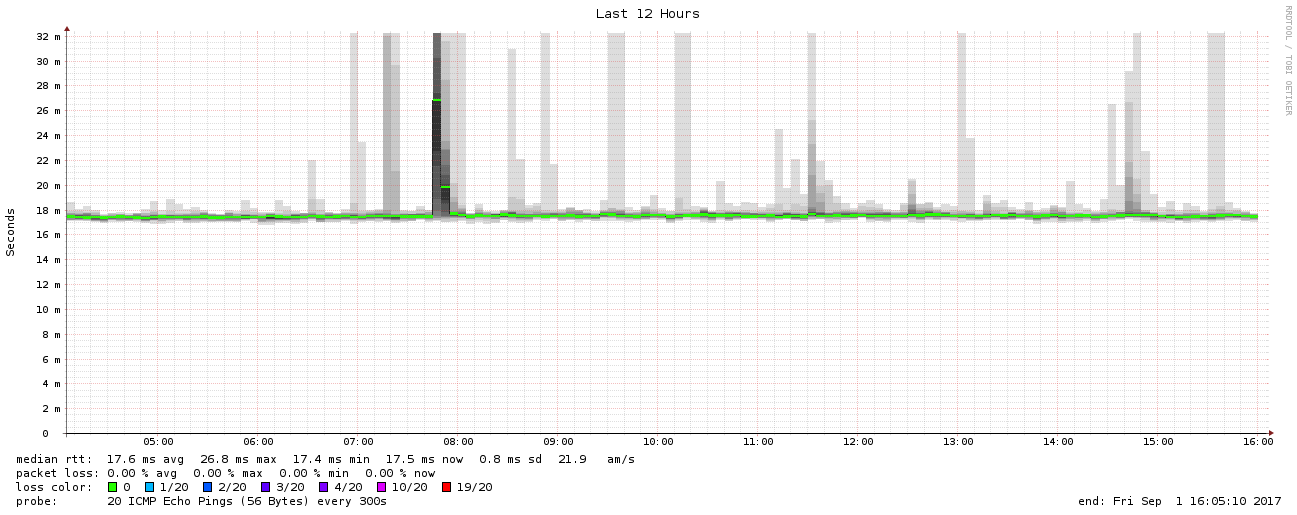 Last 12 Hours
RRDTOOL / TOBI OETIKER
Seconds
32 m
30 m
28 m
26 m
24 m
22 m
20 m
18 m
16 m
14 m
12 m
10 m
8 m
6 m
4 m
2 m
0
05:00 06:00 07:00 08:00 09:00 10:00 11:00 12:00 13:00 14:00 15:00 16:00
median rtt: 17.6 ms avg 26.8 ms max 17.4 ms min 17.5 ms now 0.8 ms sd 21.9 am/s
packet loss: 0.00 % avg 0.00 % max 0.00 % min 0.00 % now
loss color: 0 1/20 2/20 3/20 4/20 10/20 19/20
probe: 20 ICMP Echo Pings (56 Bytes) every 300s end: Fri Sep 1 16:05:10 2017